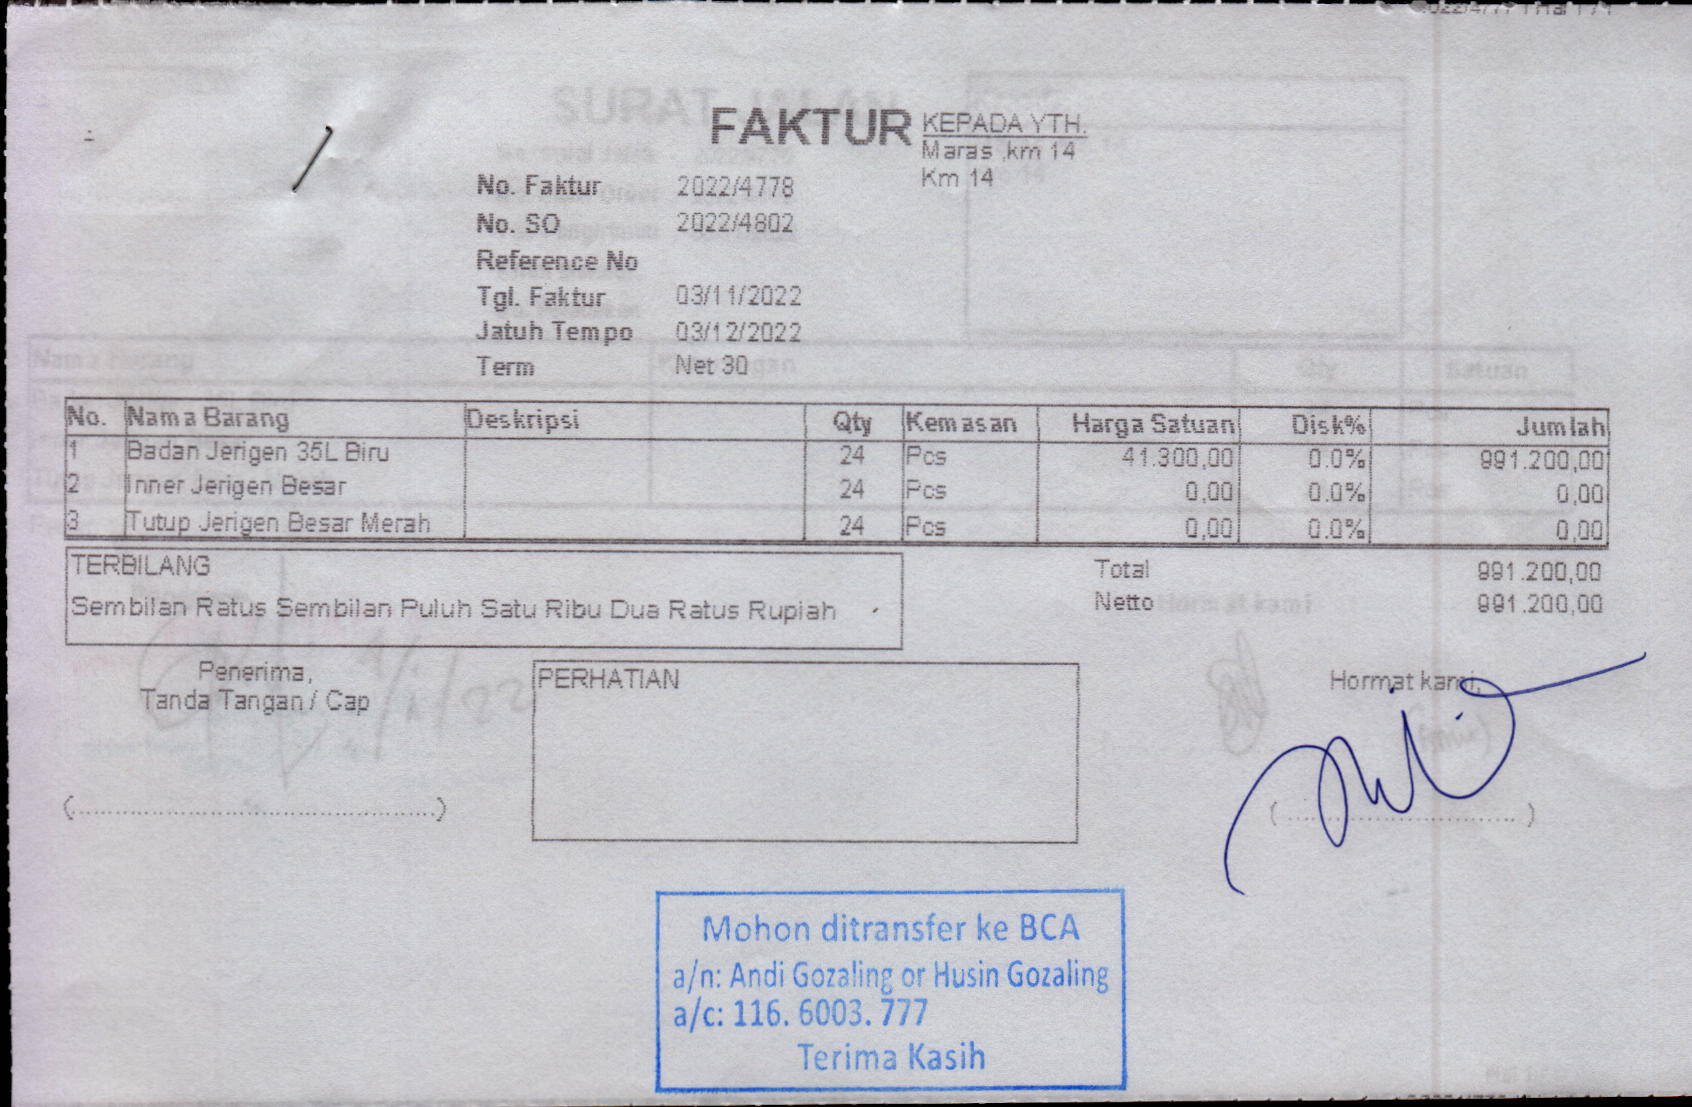 FAKTUR
KEPADA YTH.
Maras ,km 14
Km 14
No. Faktur 2022/4778
No. SO 2022/4802
Reference No
Tgl. Faktur 03/11/2022
Jatuh Tempo 03/12/2022
Term Net 30
No. Nama Barang Deskripsi Qty Kemasan Harga Satuan Disk% Jumlah
1 Badan Jerigen 35L Biru 24 Pcs 41.300,00 0.0% 991.200,00
2 Inner Jerigen Besar 24 Pcs 0,00 0.0% 0,00
3 Tutup Jerigen Besar Merah 24 Pcs 0,00 0.0% 0,00
TERBILANG
Sembilan Ratus Sembilan Puluh Satu Ribu Dua Ratus Rupiah
Total 991.200,00
Netto 991.200,00
Penerima,
Tanda Tangan / Cap
PERHATIAN
Hormat kami,
Mohon ditransfer ke BCA
a/n: Andi Gozaling or Husin Gozaling
a/c: 116. 6003. 777
Terima Kasih